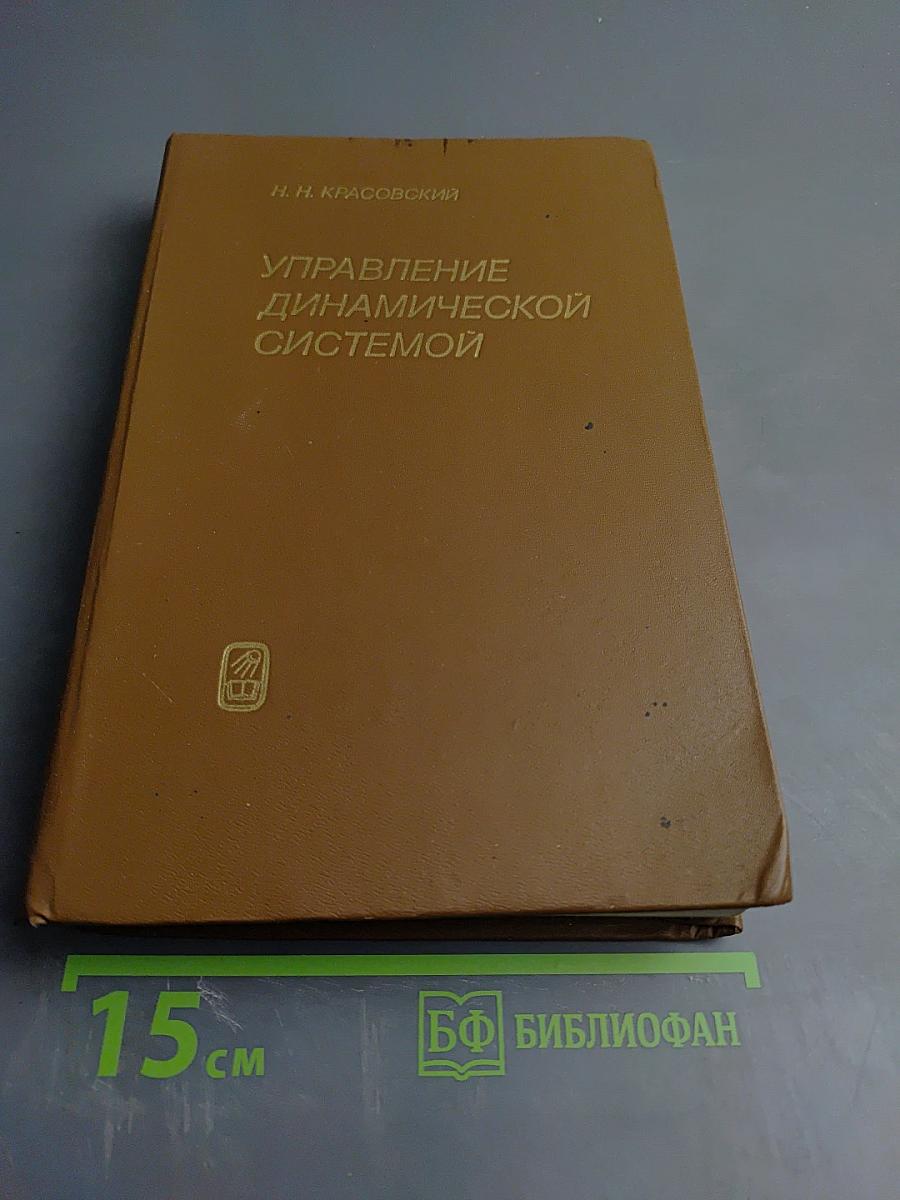 Н. Н. КРАСОВСКИЙ
УПРАВЛЕНИЕ
ДИНАМИЧЕСКОЙ
СИСТЕМОЙ
15 см
БФ БИБЛИОФАН